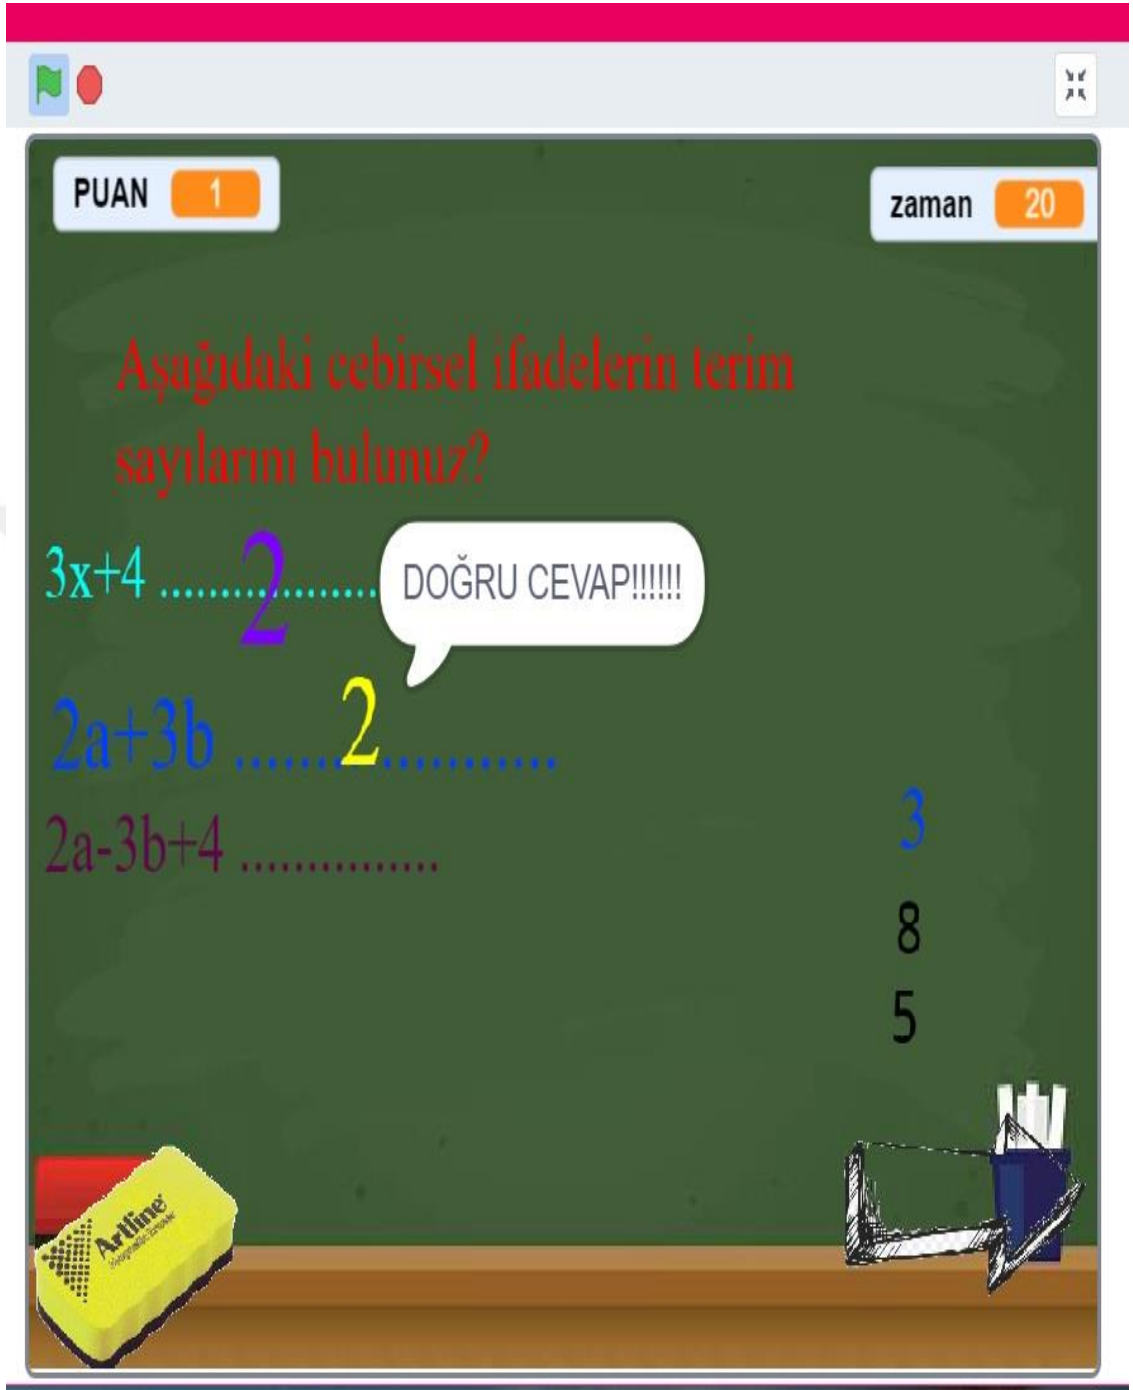 PUAN 1
zaman 20
Aşağıdaki cebirsel ifadelerin terim
sayılarını bulunuz?
3x+4 ................. 2
DOĞRU CEVAP!!!!!!
2a+3b ....... 2 ...........
2a-3b+4 ...............
3
8
5
Artline